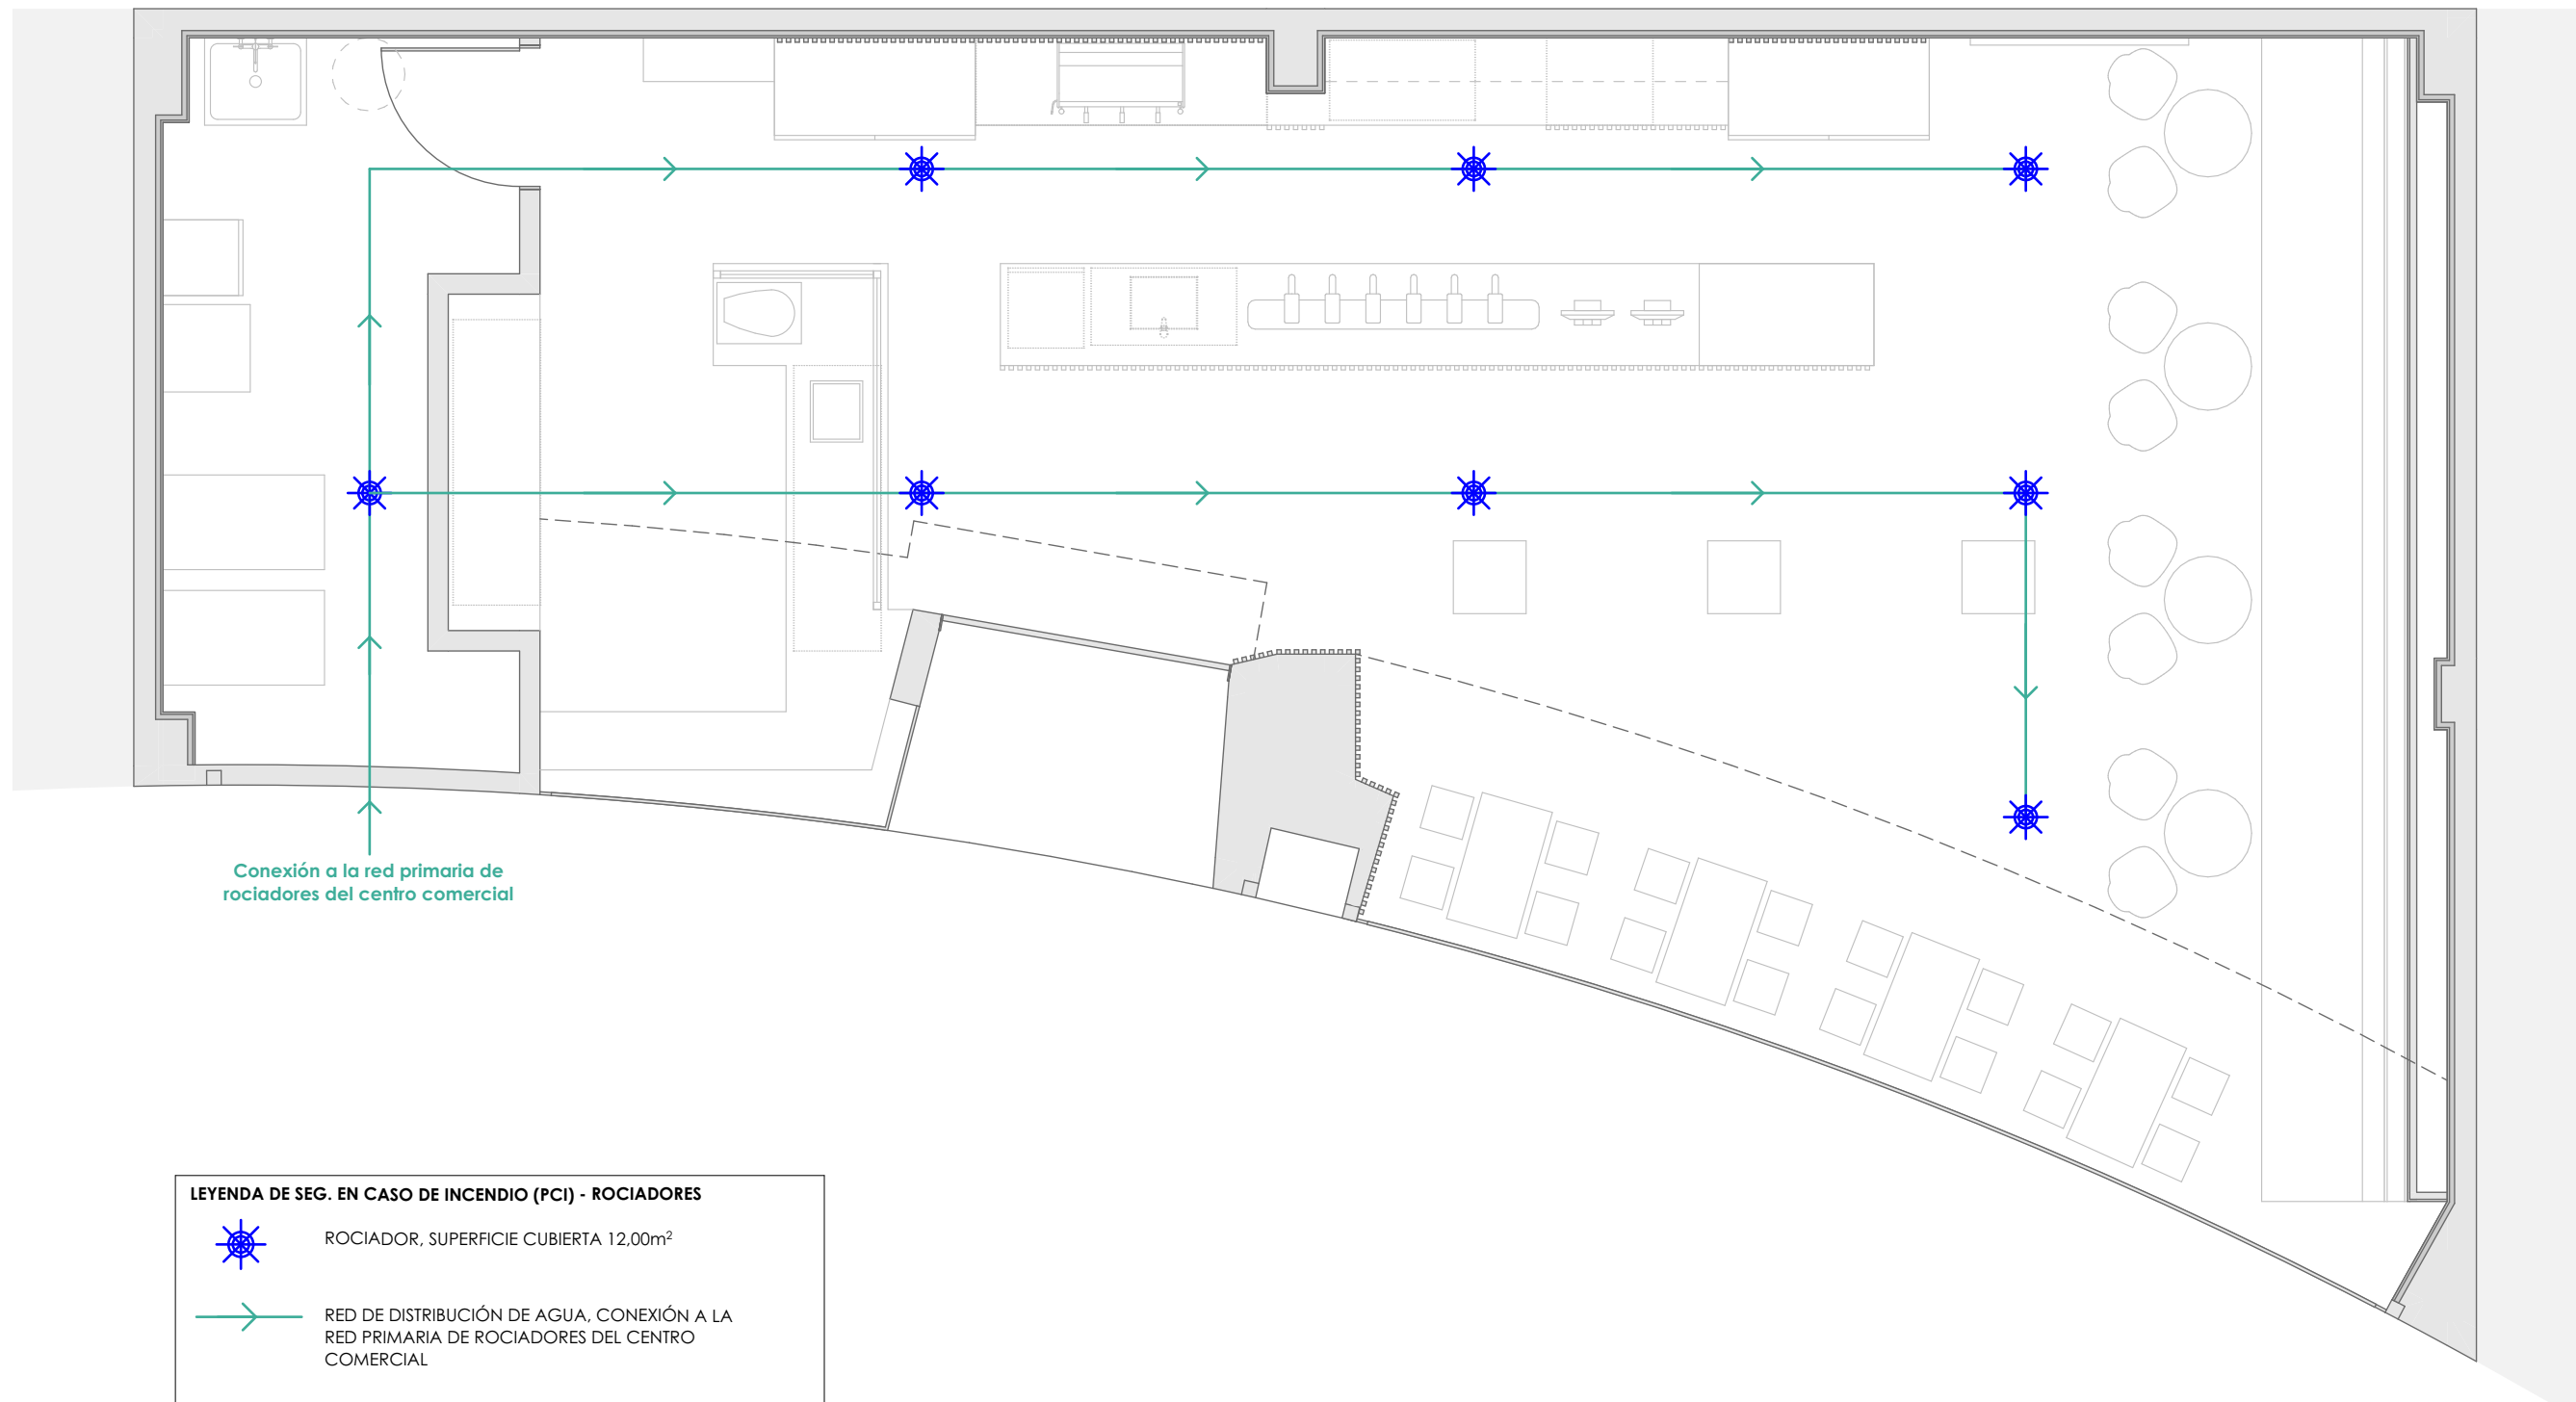 Conexión a la red primaria de
rociadores del centro comercial
LEYENDA DE SEG. EN CASO DE INCENDIO (PCI) - ROCIADORES
ROCIADOR, SUPERFICIE CUBIERTA 12,00m²
RED DE DISTRIBUCIÓN DE AGUA, CONEXIÓN A LA
RED PRIMARIA DE ROCIADORES DEL CENTRO
COMERCIAL